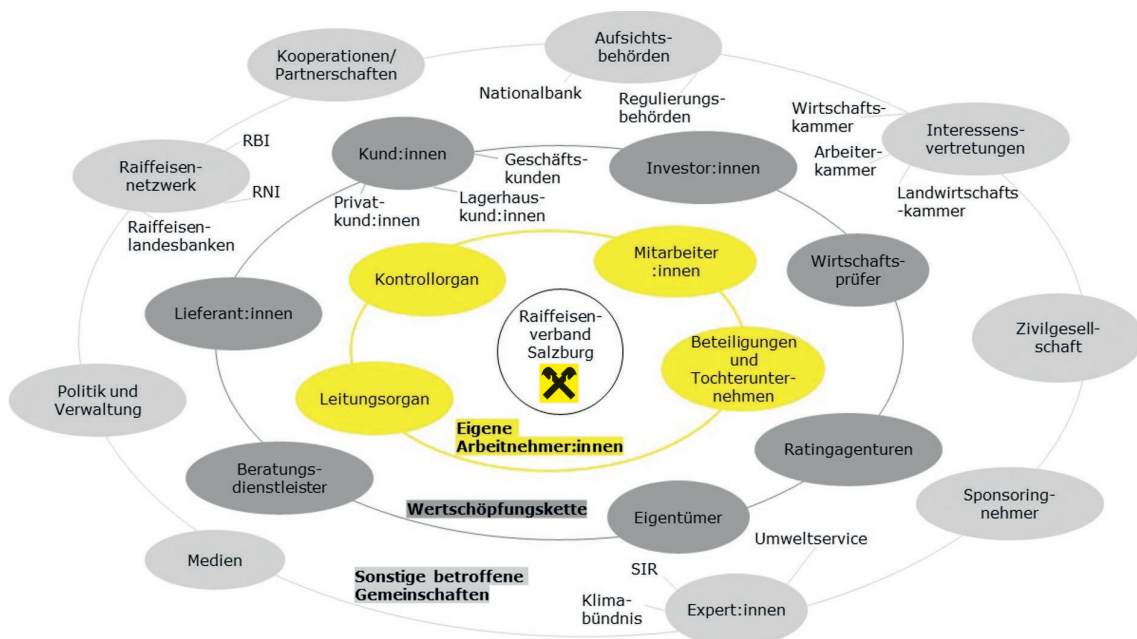 Aufsichts-
behörden
Kooperationen/
Partnerschaften
Nationalbank
Regulierungs-
behörden
Wirtschafts-
kammer
Interessens-
vertretungen
Arbeiter-
kammer
Landwirtschafts
-kammer
RBI
Raiffeisen-
netzwerk
RNI
Raiffeisen-
landesbanken
Kund:innen
Geschäfts-
kunden
Lagerhaus-
kund:innen
Privat-
kund:innen
Investor:innen
Kontrollorgan
Mitarbeiter
:innen
Wirtschafts-
prüfer
Lieferant:innen
Raiffeisen-
verband
Salzburg
Zivilgesell-
schaft
Beteiligungen
und
Tochterunter-
nehmen
Politik und
Verwaltung
Leitungsorgan
Eigene
Arbeitnehmer:innen
Ratingagenturen
Beratungs-
dienstleister
Wertschöpfungskette
Eigentümer
Sponsoring-
nehmer
Umweltservice
Medien
SIR
Sonstige betroffene
Gemeinschaften
Klima-
bündnis
Expert:innen